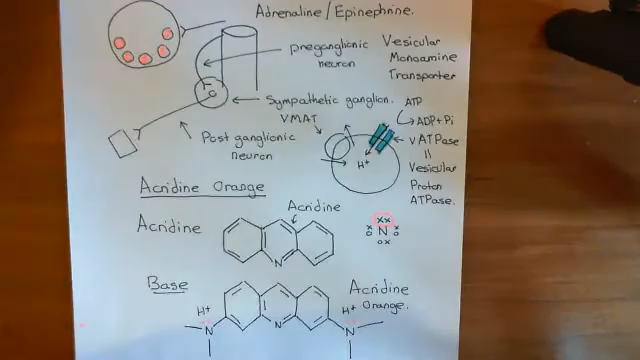 Adrenaline/Epinephrine.
preganglionic
neuron
Vesicular
Monoamine
Transporter
Sympathetic ganglion.
VMAT
ATP
ADP+Pi
vATPase
H+
Vesicular
Proton
ATPase.
Post ganglionic
neuron
Acridine Orange
Acridine
Acridine
N
N
Base
Acridine
Orange.
H+
H+
N
N
N